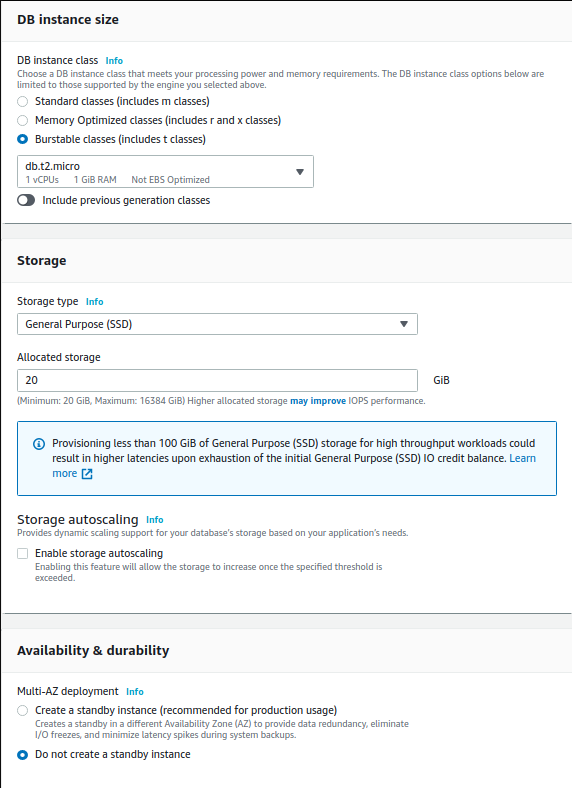 DB instance size
DB instance class Info
Choose a DB instance class that meets your processing power and memory requirements. The DB instance class options below are
limited to those supported by the engine you selected above.
Standard classes (includes m classes)
Memory Optimized classes (includes r and x classes)
Burstable classes (includes t classes)
db.t2.micro
1 vCPUs 1 GiB RAM Not EBS Optimized
Include previous generation classes
Storage
Storage type Info
General Purpose (SSD)
Allocated storage
20 GiB
(Minimum: 20 GiB, Maximum: 16384 GiB) Higher allocated storage may improve IOPS performance.
Provisioning less than 100 GiB of General Purpose (SSD) storage for high throughput workloads could
result in higher latencies upon exhaustion of the initial General Purpose (SSD) IO credit balance. Learn
more
Storage autoscaling Info
Provides dynamic scaling support for your database's storage based on your application's needs.
Enable storage autoscaling
Enabling this feature will allow the storage to increase once the specified threshold is
exceeded.
Availability & durability
Multi-AZ deployment Info
Create a standby instance (recommended for production usage)
Creates a standby in a different Availability Zone (AZ) to provide data redundancy, eliminate
I/O freezes, and minimize latency spikes during system backups.
Do not create a standby instance